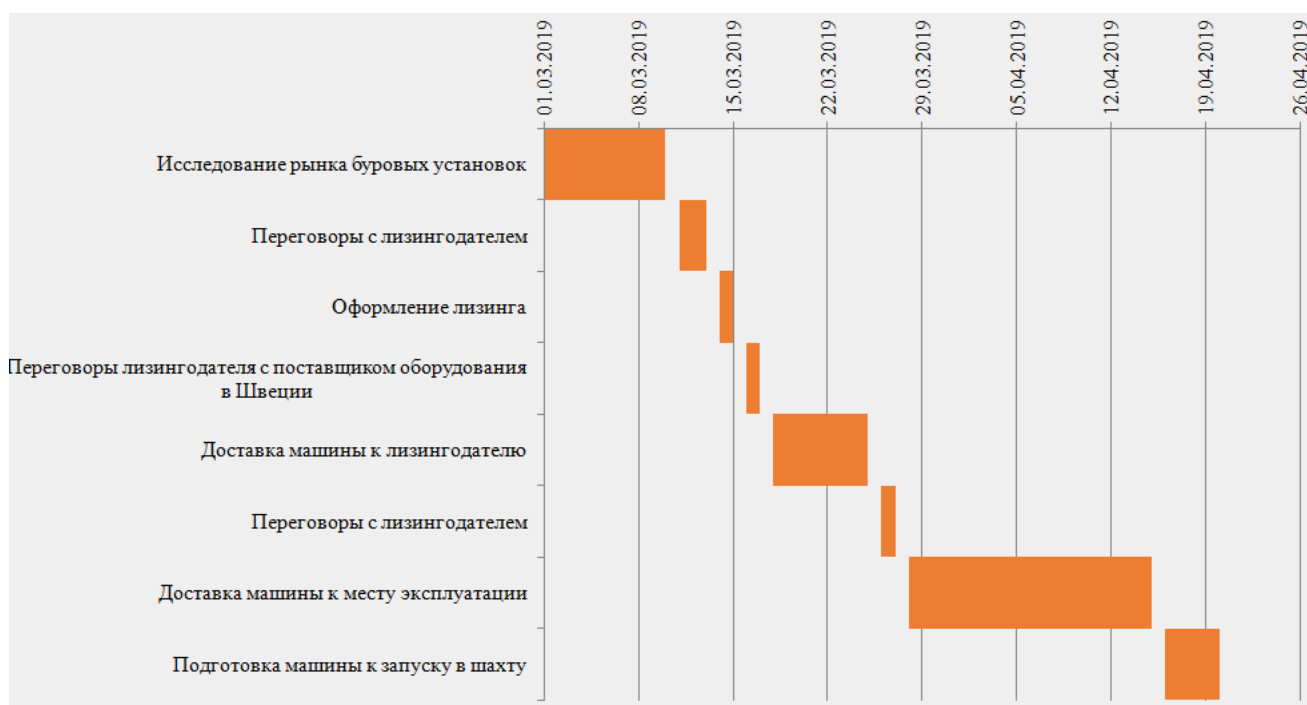 01.03.2019
08.03.2019
15.03.2019
22.03.2019
29.03.2019
05.04.2019
12.04.2019
19.04.2019
26.04.2019
Исследование рынка буровых установок
Переговоры с лизингодателем
Оформление лизинга
Переговоры лизингодателя с поставщиком оборудования
в Швеции
Доставка машины к лизингодателю
Переговоры с лизингодателем
Доставка машины к месту эксплуатации
Подготовка машины к запуску в шахту